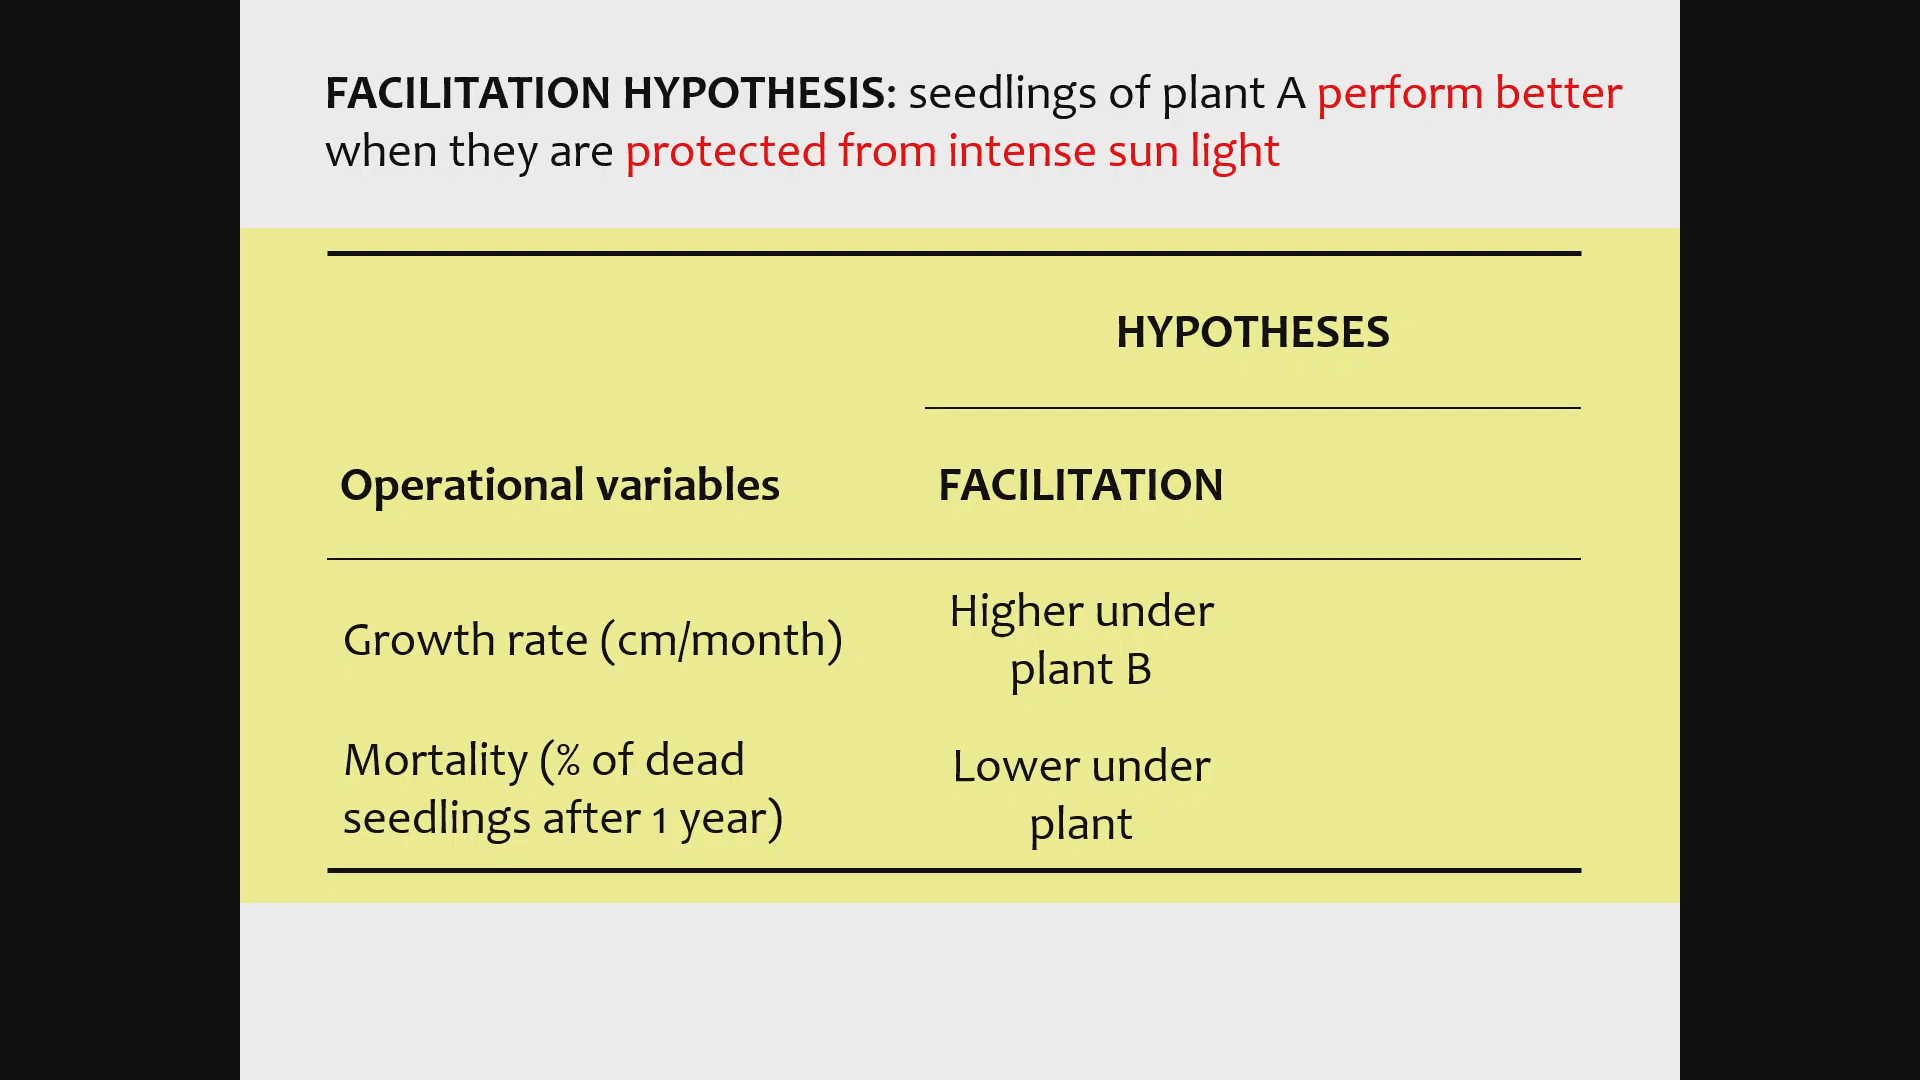 FACILITATION HYPOTHESIS: seedlings of plant A perform better
when they are protected from intense sun light
HYPOTHESES
Operational variables FACILITATION
Growth rate (cm/month)
Higher under
plant B
Mortality (% of dead
seedlings after 1 year)
Lower under
plant